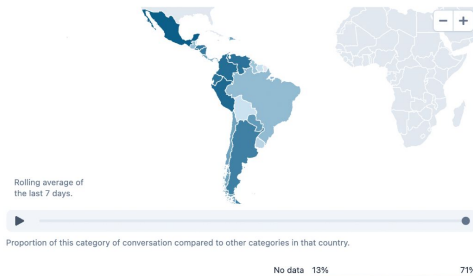 − +
Rolling average of
the last 7 days.
Proportion of this category of conversation compared to other categories in that country.
No data 13% 71%